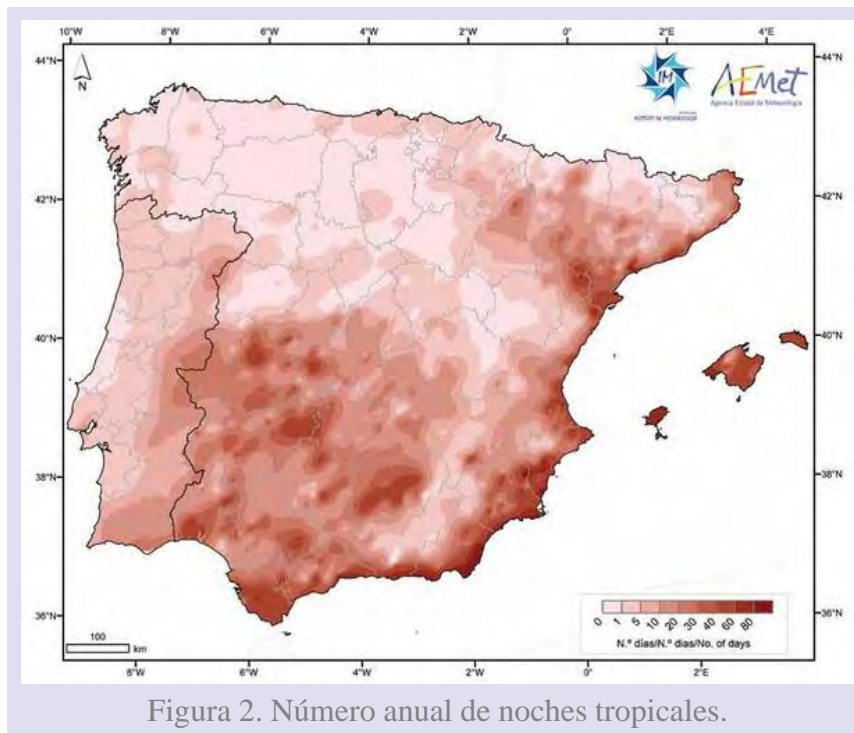 10°W 8°W 6°W 4°W 2°W 0° 2°E 4°E
44°N 44°N
N
IM
AEMet
Agencia Estatal de Meteorología
42°N 42°N
40°N 40°N
38°N 38°N
36°N 36°N
0 1 5 10 20 30 40 60 80
N.º días/N.º dias/No. of days
100
km
8°W 6°W 4°W 2°W 0° 2°E
Figura 2. Número anual de noches tropicales.